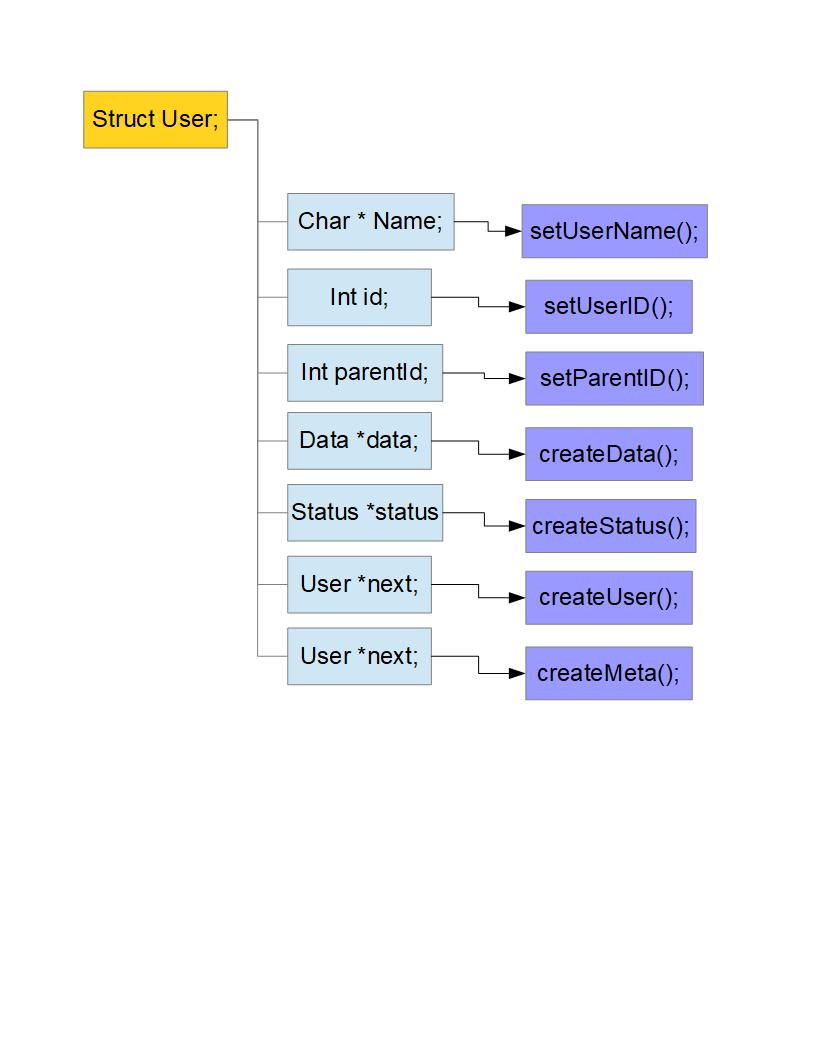 Struct User;
Char * Name;
setUserName();
Int id;
setUserID();
Int parentId;
setParentID();
Data *data;
createData();
Status *status
createStatus();
User *next;
createUser();
User *next;
createMeta();